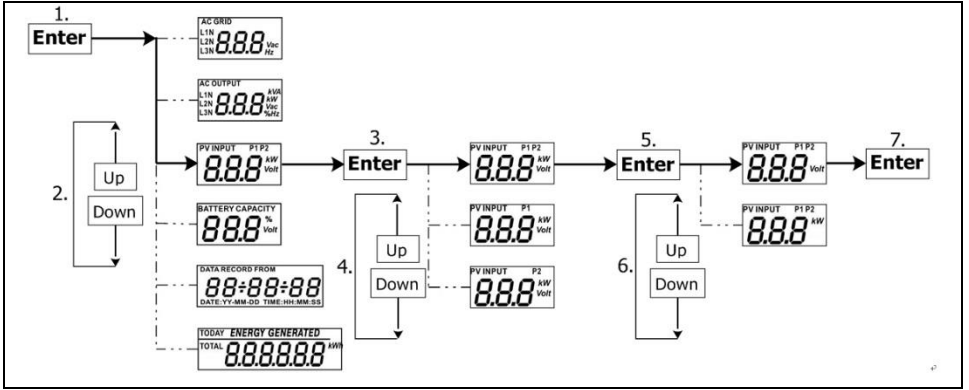 1.
Enter
AC GRID
L1N
L2N
L3N
8.8.8 Vac
Hz
AC OUTPUT
L1N
L2N
L3N
8.8.8 kVA
kW
Vac
%Hz
2.
Up
Down
PV INPUT P1 P2
8.8.8 kW
Volt
BATTERY CAPACITY
88.8 %
Volt
DATA RECORD FROM
88÷88÷88
DATE:YY-MM-DD TIME:HH:MM:SS
TODAY ENERGY GENERATED
TOTAL 8.8.8.8.8.8 kWh
3.
Enter
4.
Up
Down
PV INPUT P1 P2
8.8.8 kW
Volt
PV INPUT P1
8.8.8 kW
Volt
PV INPUT P2
8.8.8 kW
Volt
5.
Enter
6.
Up
Down
PV INPUT P1 P2
8.8.8 kW
Volt
PV INPUT P1 P2
8.8.8 kW
7.
Enter